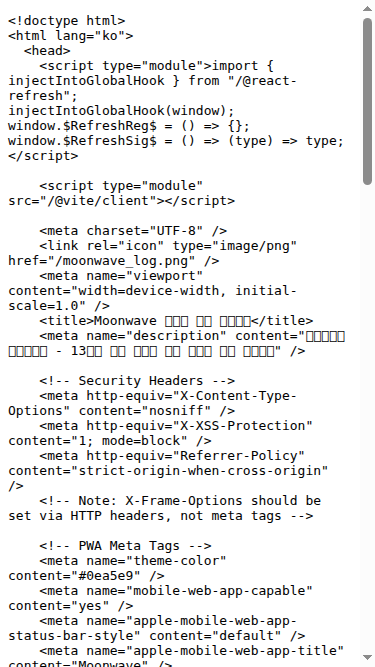 <!doctype html>
<html lang="ko">
  <head>
    <script type="module">import {
injectIntoGlobalHook } from "/@react-
refresh";
injectIntoGlobalHook(window);
window.$RefreshReg$ = () => {};
window.$RefreshSig$ = () => (type) => type;
</script>

    <script type="module"
src="/@vite/client"></script>

    <meta charset="UTF-8" />
    <link rel="icon" type="image/png"
href="/moonwave_log.png" />
    <meta name="viewport"
content="width=device-width, initial-
scale=1.0" />
    <title>Moonwave </title>
    <meta name="description" content="
- 13" />

    <!-- Security Headers -->
    <meta http-equiv="X-Content-Type-
Options" content="nosniff" />
    <meta http-equiv="X-XSS-Protection"
content="1; mode=block" />
    <meta http-equiv="Referrer-Policy"
content="strict-origin-when-cross-origin"
/>
    <!-- Note: X-Frame-Options should be
set via HTTP headers, not meta tags -->

    <!-- PWA Meta Tags -->
    <meta name="theme-color"
content="#0ea5e9" />
    <meta name="mobile-web-app-capable"
content="yes" />
    <meta name="apple-mobile-web-app-
status-bar-style" content="default" />
    <meta name="apple-mobile-web-app-title"
content="Moonwave" />